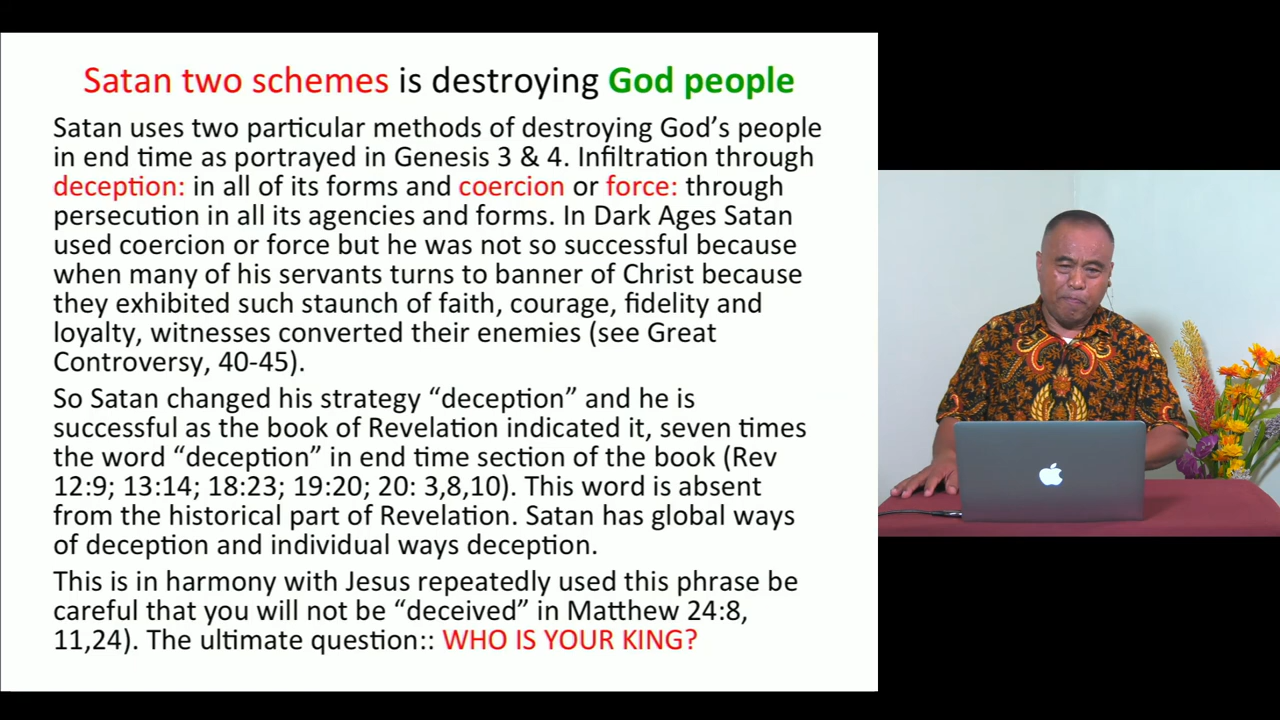 Satan two schemes is destroying God people
Satan uses two particular methods of destroying God’s people
in end time as portrayed in Genesis 3 & 4. Infiltration through
deception: in all of its forms and coercion or force: through
persecution in all its agencies and forms. In Dark Ages Satan
used coercion or force but he was not so successful because
when many of his servants turns to banner of Christ because
they exhibited such staunch of faith, courage, fidelity and
loyalty, witnesses converted their enemies (see Great
Controversy, 40-45).
So Satan changed his strategy “deception” and he is
successful as the book of Revelation indicated it, seven times
the word “deception” in end time section of the book (Rev
12:9; 13:14; 18:23; 19:20; 20: 3,8,10). This word is absent
from the historical part of Revelation. Satan has global ways
of deception and individual ways deception.
This is in harmony with Jesus repeatedly used this phrase be
careful that you will not be “deceived” in Matthew 24:8,
11,24). The ultimate question:: WHO IS YOUR KING?